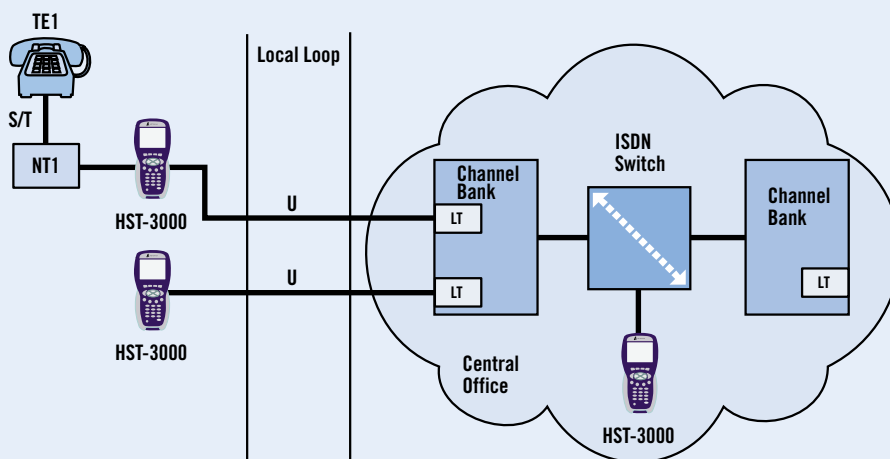 TE1
Local Loop
S/T
NT1
HST-3000
U
HST-3000
U
Channel
Bank
LT
LT
ISDN
Switch
Channel
Bank
LT
Central
Office
HST-3000